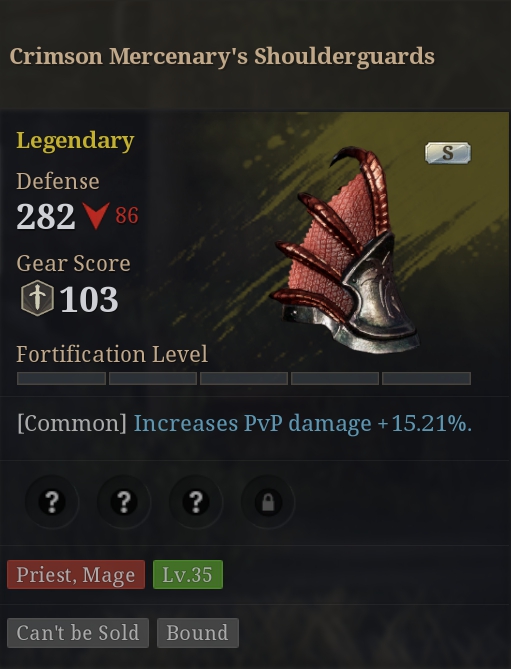 Crimson Mercenary's Shoulderguards
Legendary
S
Defense
282 86
Gear Score
103
Fortification Level
[Common] Increases PvP damage +15.21%.
? ? ?
Priest, Mage Lv.35
Can't be Sold Bound